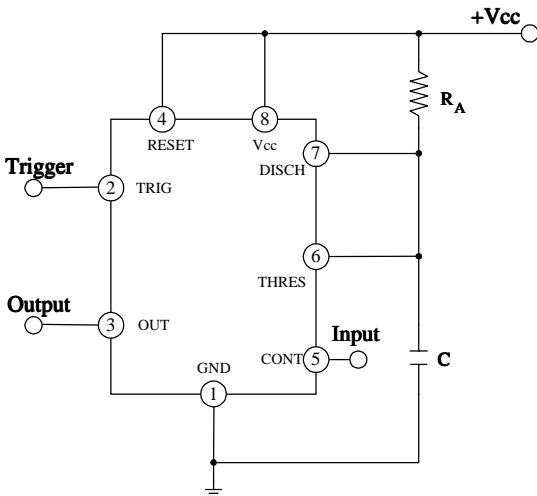 +Vcc
4
8
RESET
Vcc
R_A
7
DISCH
Trigger
2
TRIG
6
THRES
Output
3
OUT
Input
CONT
5
GND
1
C